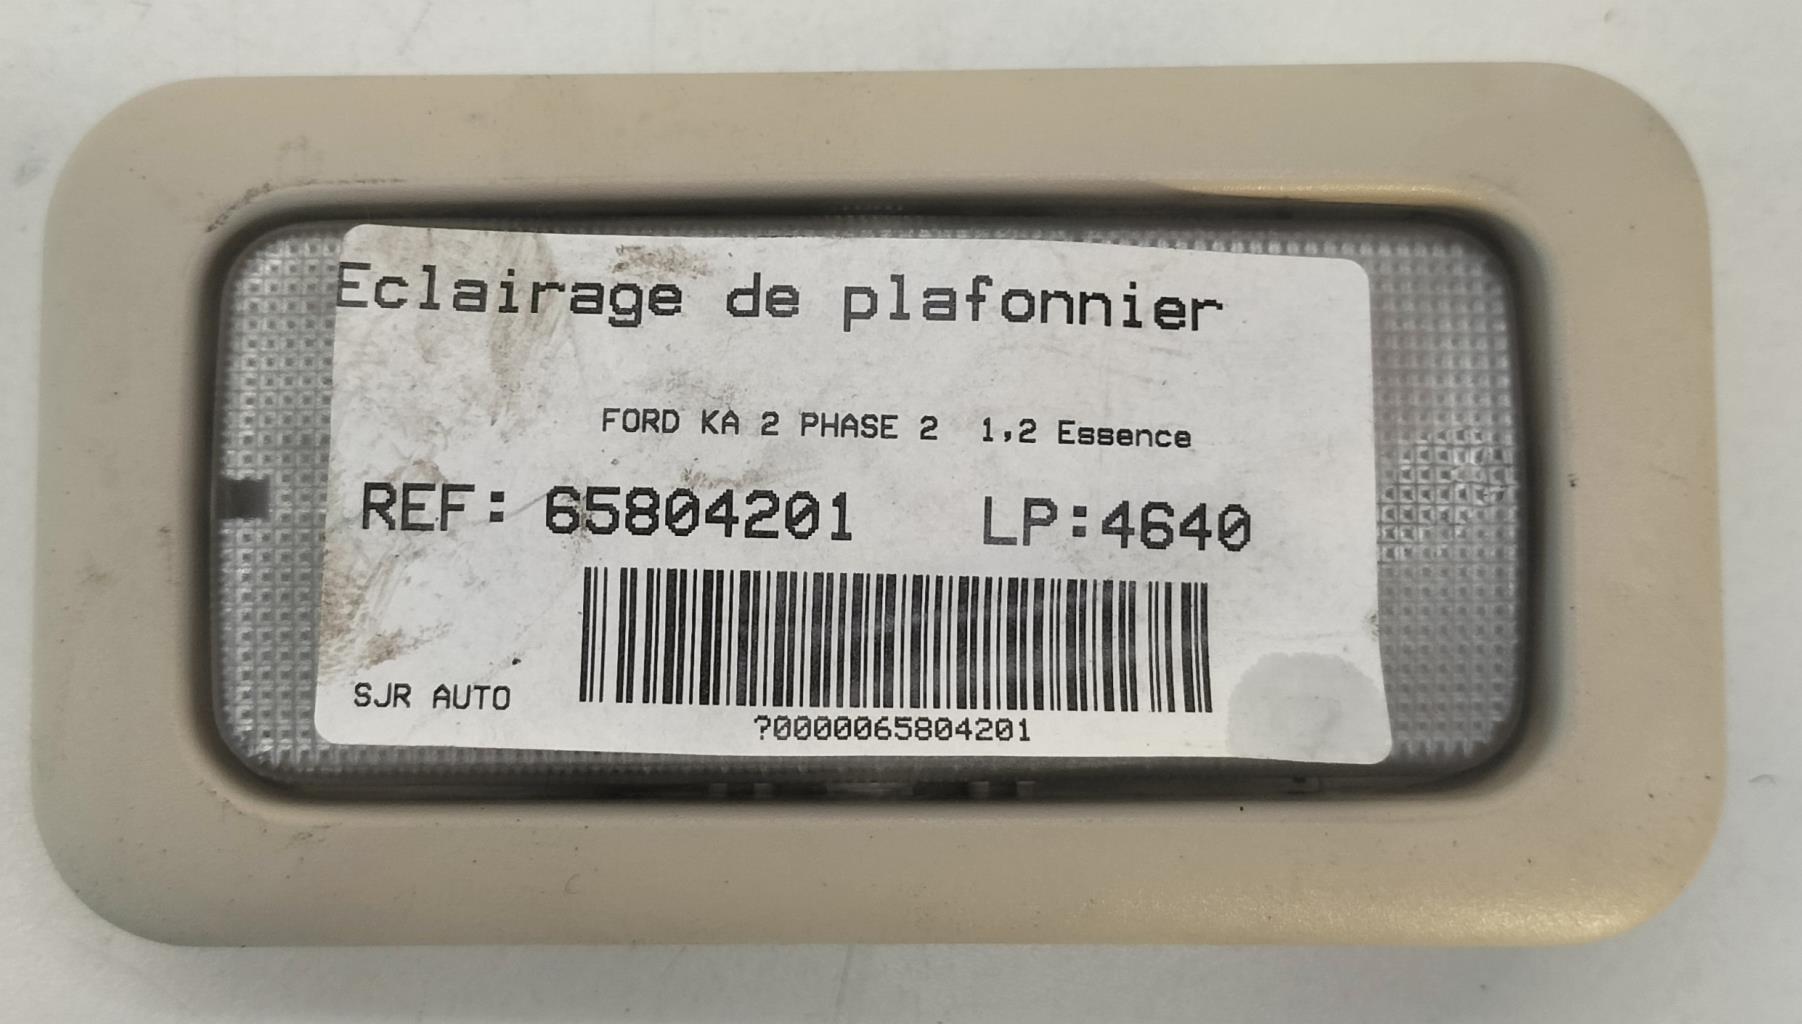 Eclairage de plafonnier
FORD KA 2 PHASE 2 1,2 Essence
REF: 65804201 LP:4640
SJR AUTO
?0000065804201